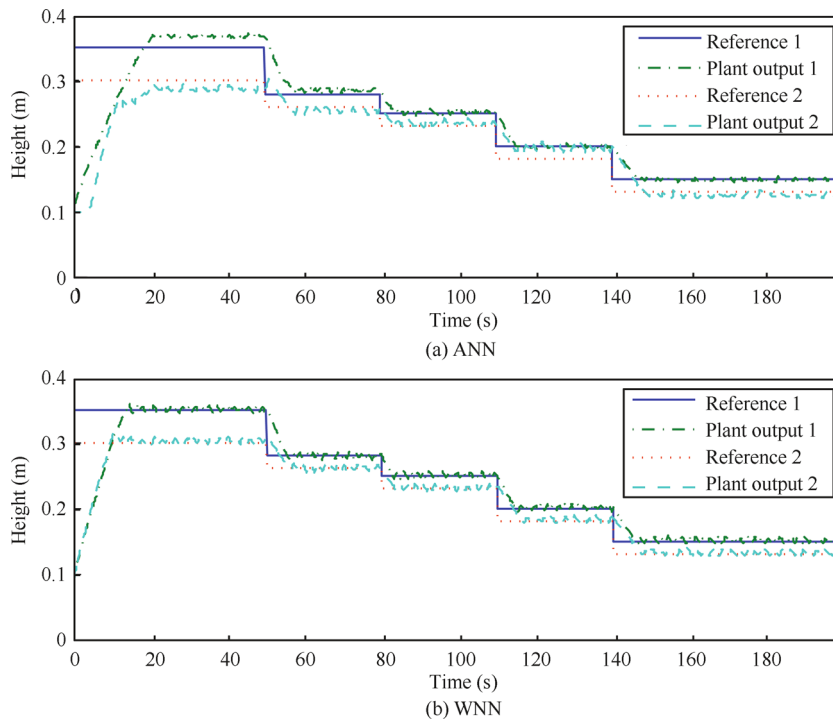 0.4
0.3
0.2
0.1
0
Height (m)
Reference 1
Plant output 1
Reference 2
Plant output 2
0 20 40 60 80 100 120 140 160 180
Time (s)
(a) ANN
0.4
0.3
0.2
0.1
0
Height (m)
Reference 1
Plant output 1
Reference 2
Plant output 2
0 20 40 60 80 100 120 140 160 180
Time (s)
(b) WNN